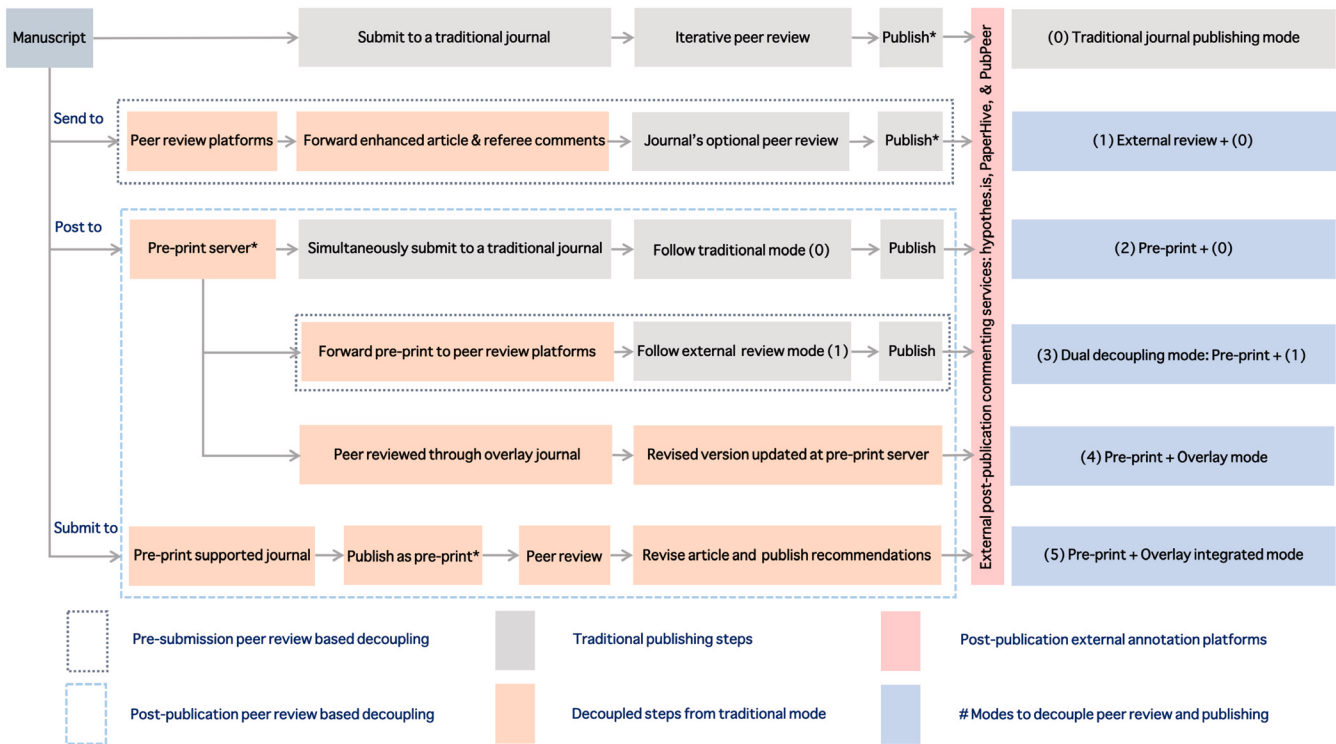 Manuscript
Submit to a traditional journal
Iterative peer review
Publish*
(0) Traditional journal publishing mode
Send to
Peer review platforms
Forward enhanced article & referee comments
Journal's optional peer review
Publish*
(1) External review + (0)
Post to
Pre-print server*
Simultaneously submit to a traditional journal
Follow traditional mode (0)
Publish
(2) Pre-print + (0)
Forward pre-print to peer review platforms
Follow external review mode (1)
Publish
(3) Dual decoupling mode: Pre-print + (1)
Peer reviewed through overlay journal
Revised version updated at pre-print server
(4) Pre-print + Overlay mode
Submit to
Pre-print supported journal
Publish as pre-print*
Peer review
Revise article and publish recommendations
(5) Pre-print + Overlay integrated mode
External post-publication commenting services: hypothes.is, PaperHive, & PubPeer
Pre-submission peer review based decoupling
Traditional publishing steps
Post-publication external annotation platforms
Post-publication peer review based decoupling
Decoupled steps from traditional mode
# Modes to decouple peer review and publishing